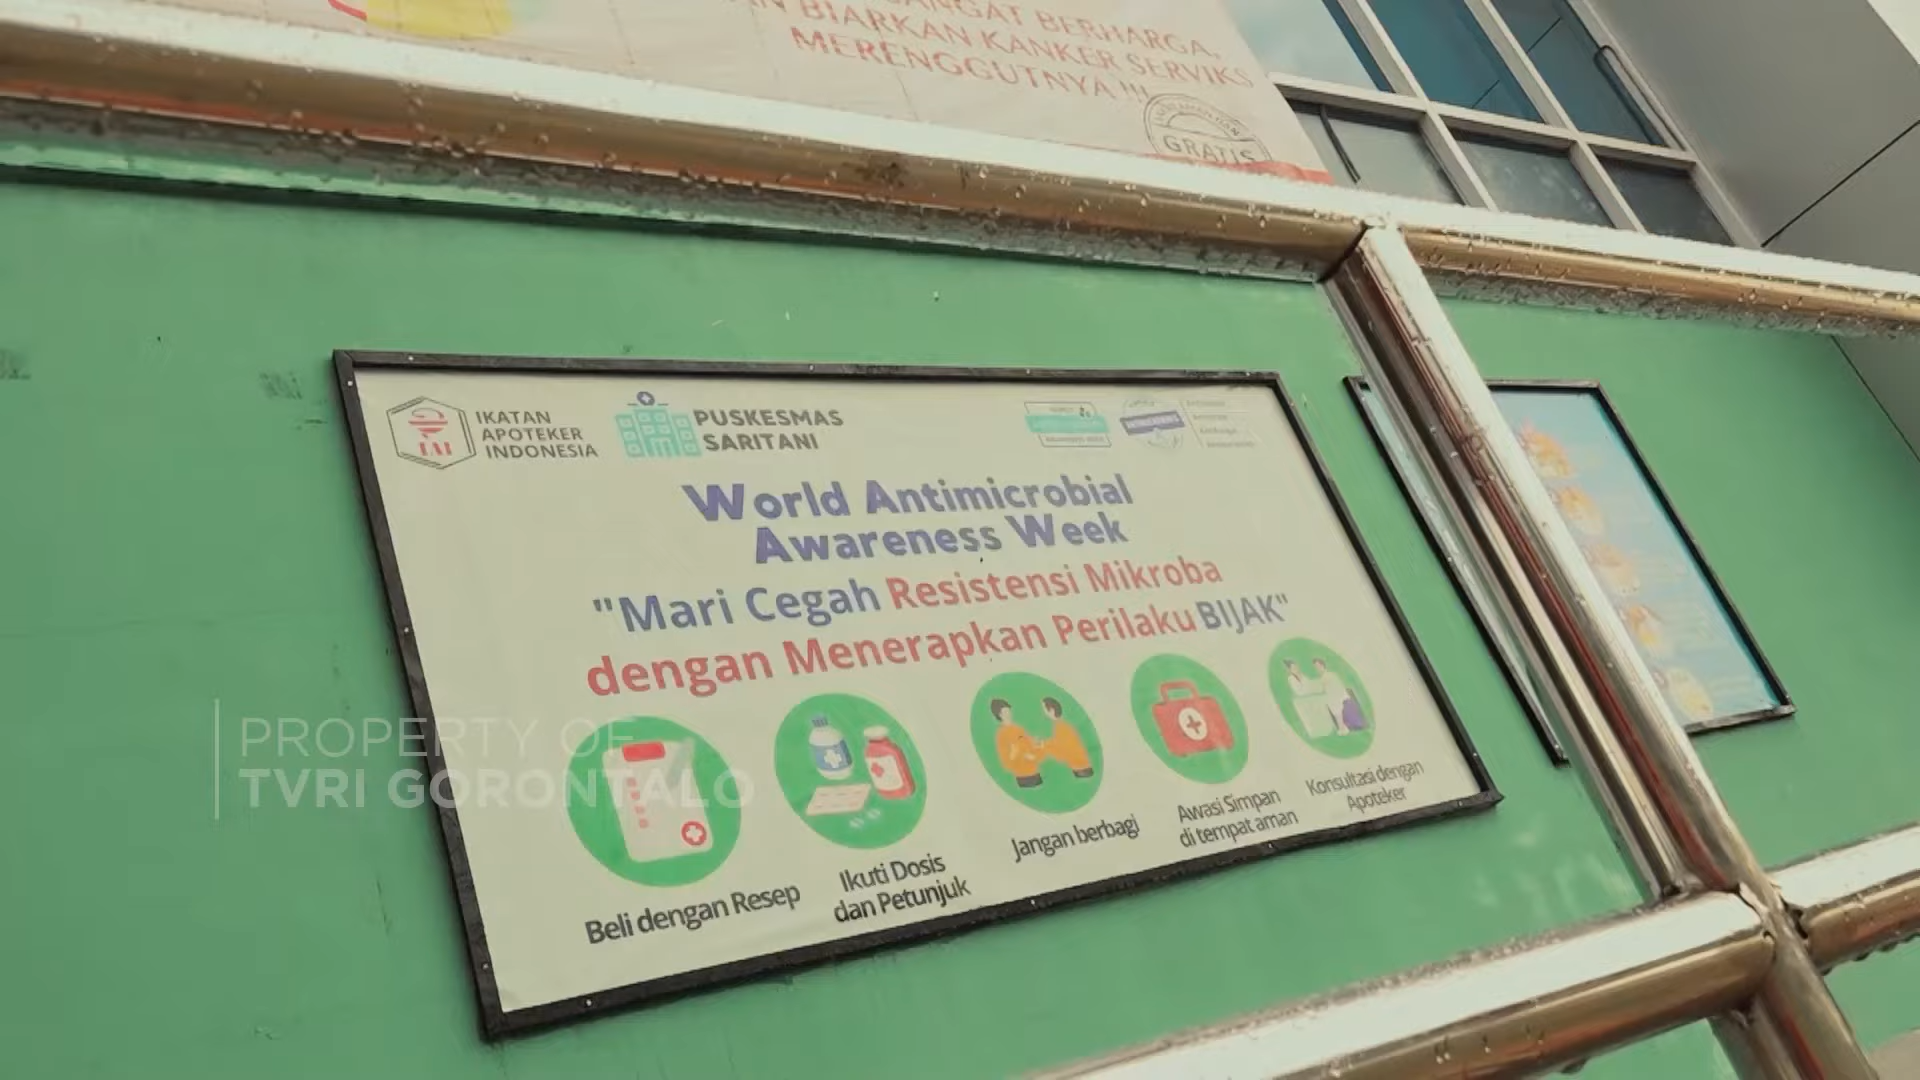 SANGAT BERHARGA,
BIARKAN KANKER SERVIKS
MERENGGUTNYA !!!
GRATIS
IKATAN
APOTEKER
INDONESIA
IAI
PUSKESMAS
SARITANI
World Antimicrobial
Awareness Week
"Mari Cegah Resistensi Mikroba
dengan Menerapkan Perilaku BIJAK"
Beli dengan Resep
Ikuti Dosis
dan Petunjuk
Jangan berbagi
Awasi Simpan
di tempat aman
Konsultasi dengan
Apoteker
PROPERTY OF
TVRI GORONTALO